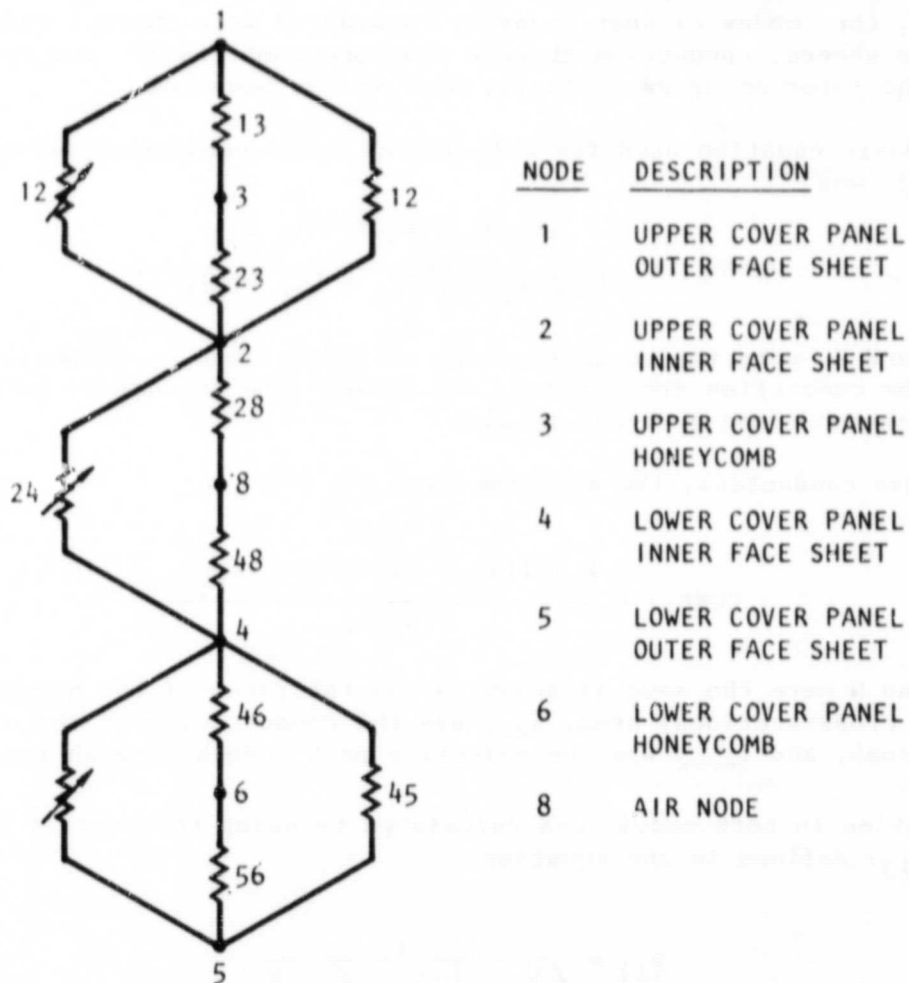 1
13
12
3
12
23
2
28
24
8
48
4
46
6
45
56
5
NODE DESCRIPTION
1 UPPER COVER PANEL
OUTER FACE SHEET
2 UPPER COVER PANEL
INNER FACE SHEET
3 UPPER COVER PANEL
HONEYCOMB
4 LOWER COVER PANEL
INNER FACE SHEET
5 LOWER COVER PANEL
OUTER FACE SHEET
6 LOWER COVER PANEL
HONEYCOMB
8 AIR NODE